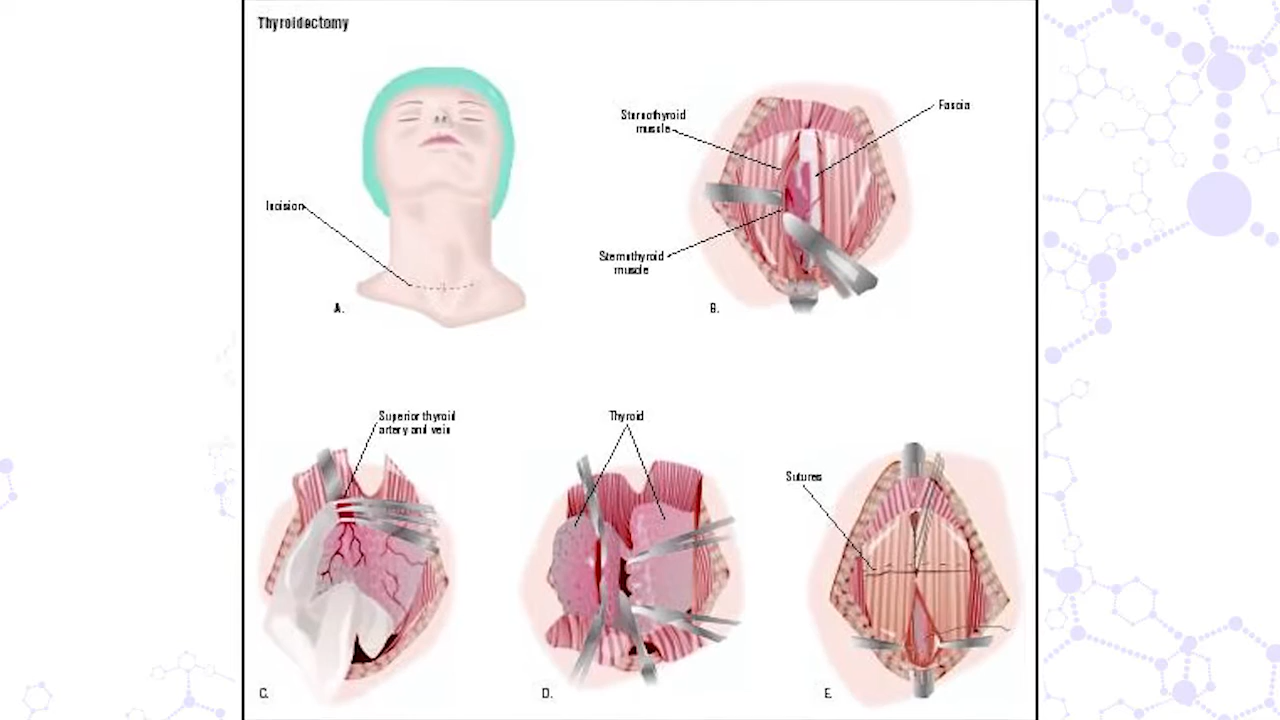 Thyroidectomy
Incision
A.
Sternothyroid
muscle
Fascia
Sternothyroid
muscle
B.
Superior thyroid
artery and vein
C.
Thyroid
D.
Sutures
E.